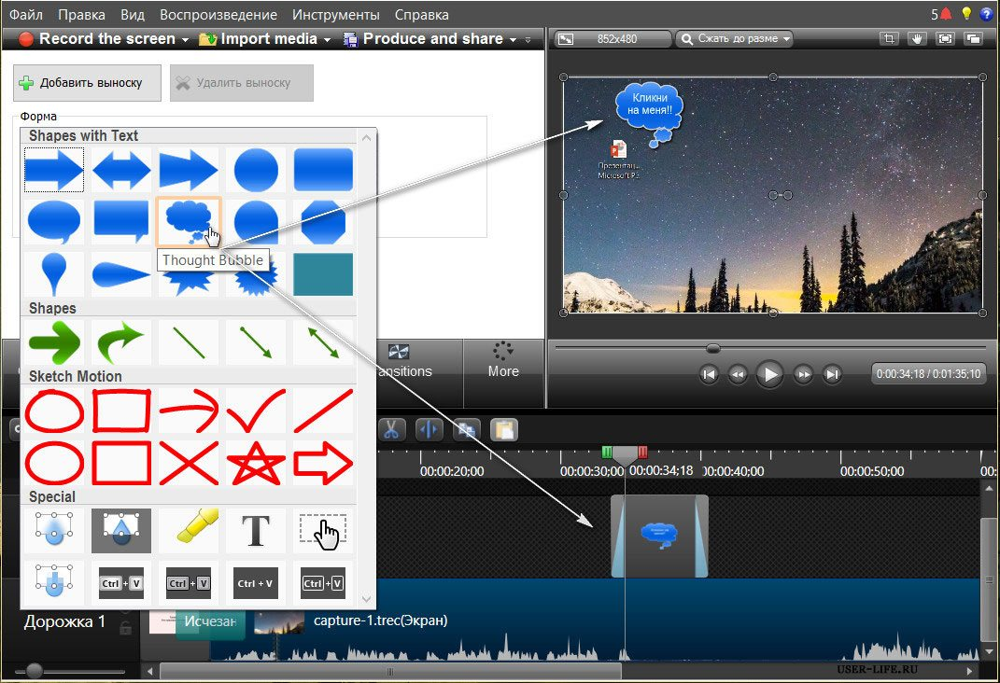 Файл Правка Вид Воспроизведение Инструменты Справка 5
Record the screen Import media Produce and share
852x480 Сжать до разме
Добавить выноску Удалить выноску
Форма
Shapes with Text
Кликни
на меня!!
Презентац...
Microsoft P...
Thought Bubble
Shapes
ansitions More
0:00:34;18 / 0:01:35;10
Sketch Motion
00:00:20;00 00:00:30;00 00:00:34;18 00:00:40;00 00:00:50;00 00:
Special
T
Ctrl + V Ctrl + V Ctrl + V Ctrl + V
Дорожка 1 Исчезан capture-1.trec(Экран)
USER-LIFE.RU